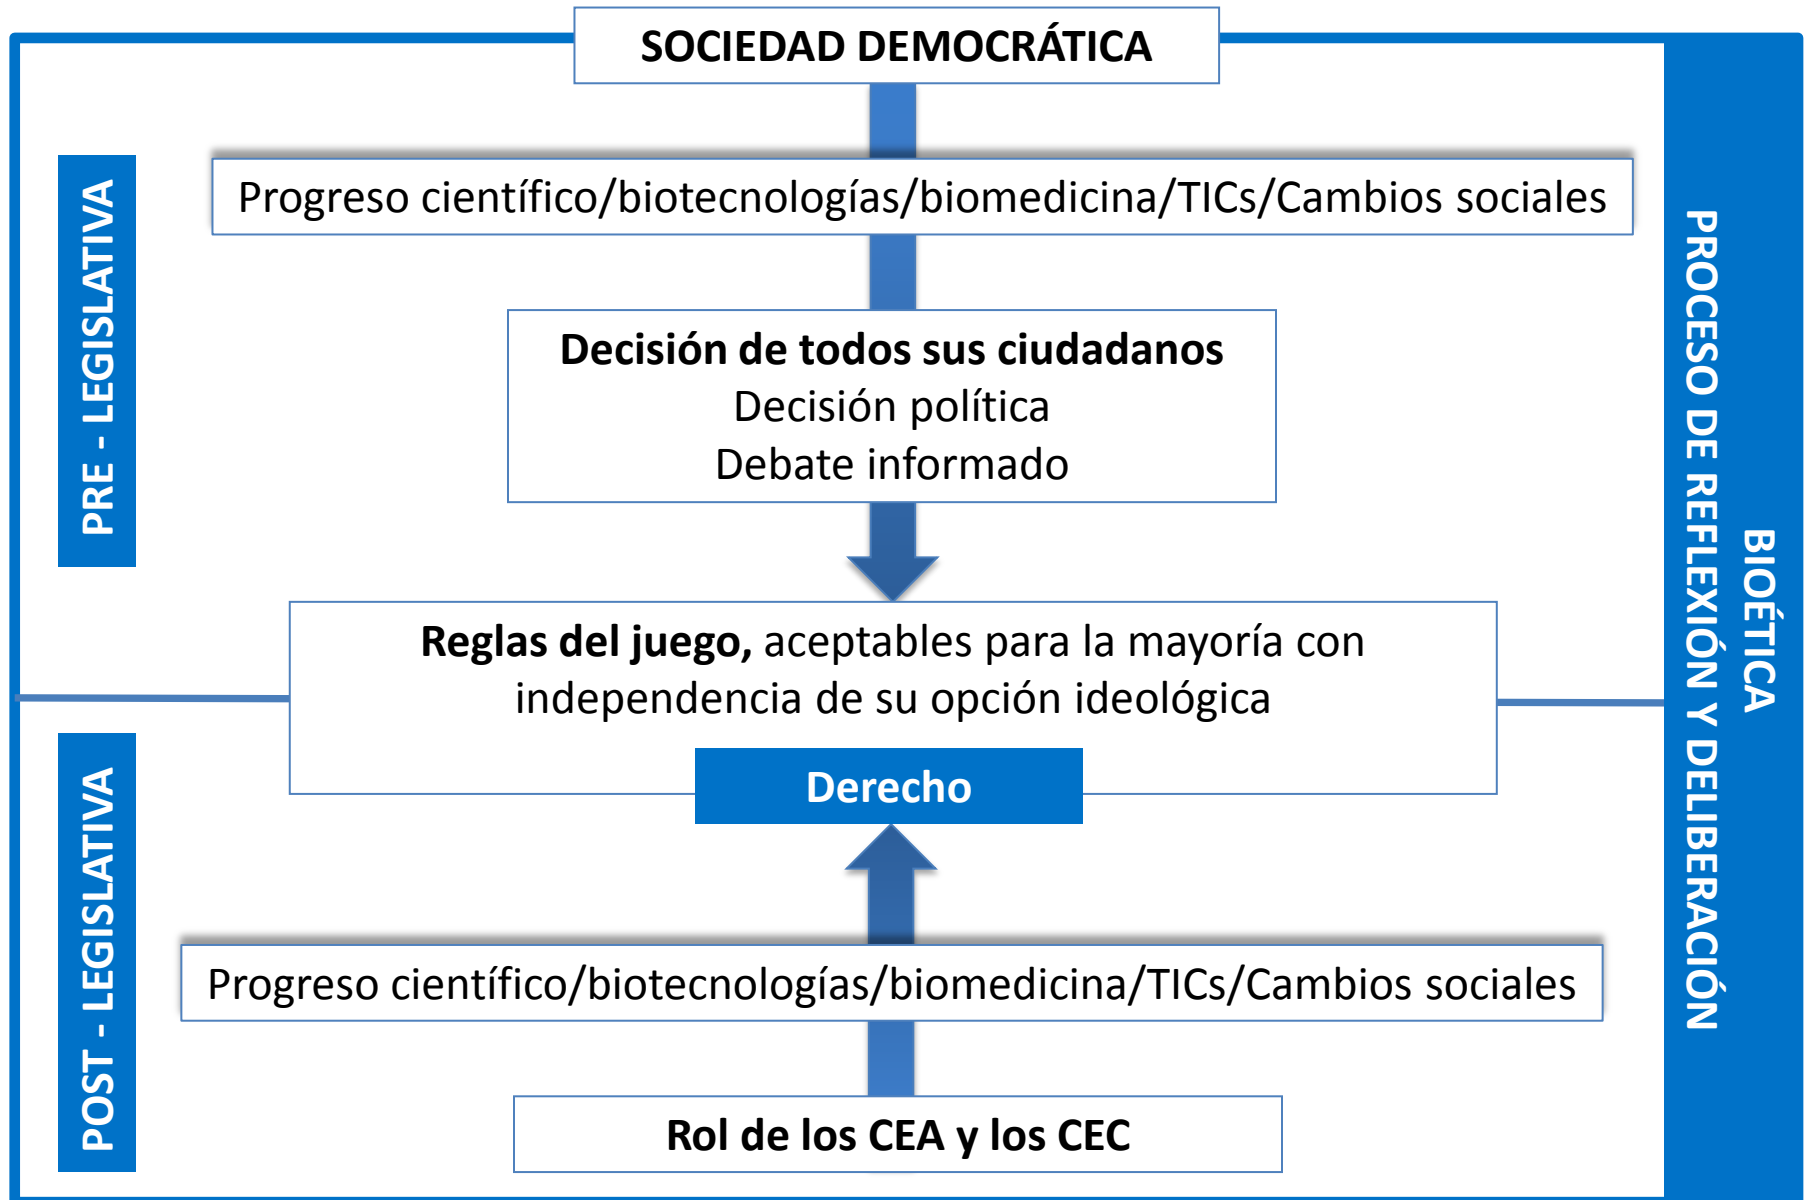 SOCIEDAD DEMOCRÁTICA
PRE - LEGISLATIVA
Progreso científico/biotecnologías/biomedicina/TICs/Cambios sociales
Decisión de todos sus ciudadanos
Decisión política
Debate informado
Reglas del juego, aceptables para la mayoría con
independencia de su opción ideológica
Derecho
POST - LEGISLATIVA
Progreso científico/biotecnologías/biomedicina/TICs/Cambios sociales
Rol de los CEA y los CEC
BIOÉTICA
PROCESO DE REFLEXIÓN Y DELIBERACIÓN